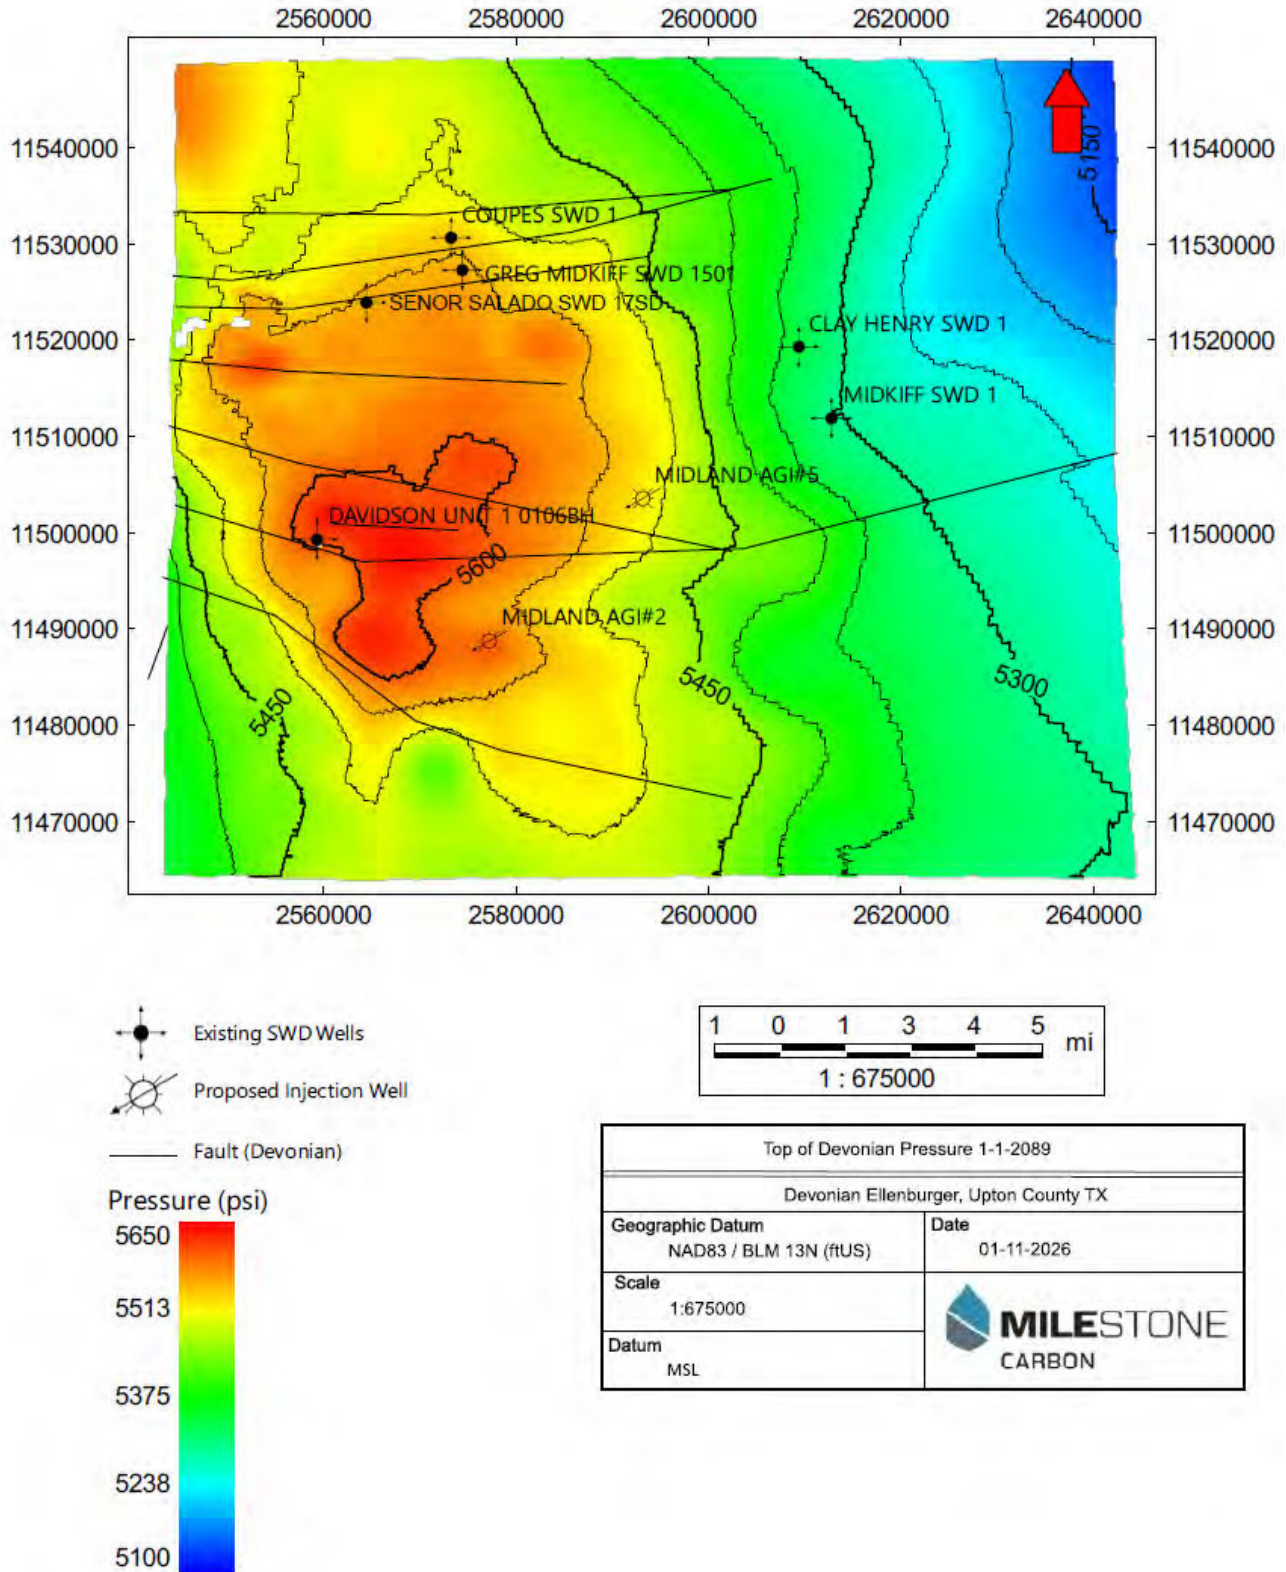 2560000 2580000 2600000 2620000 2640000
11540000 11540000
5150
COUPES SWD 1
11530000 11530000
GREG MIDKIFF SWD 1501
SENOR SALADO SWD 17SD
CLAY HENRY SWD 1
11520000 11520000
MIDKIFF SWD 1
11510000 11510000
MIDLAND AGI#5
DAVIDSON UNIT 1 0106BH
11500000 11500000
5600
MIDLAND AGI#2
11490000 11490000
5450 5450 5300
11480000 11480000
11470000 11470000
2560000 2580000 2600000 2620000 2640000
Existing SWD Wells
Proposed Injection Well
Fault (Devonian)
1 0 1 3 4 5 mi
1 : 675000
Pressure (psi)
5650
5513
5375
5238
5100
Top of Devonian Pressure 1-1-2089
Devonian Ellenburger, Upton County TX
Geographic Datum
NAD83 / BLM 13N (ftUS)
Date
01-11-2026
Scale
1:675000
Datum
MSL
MILESTONE
CARBON